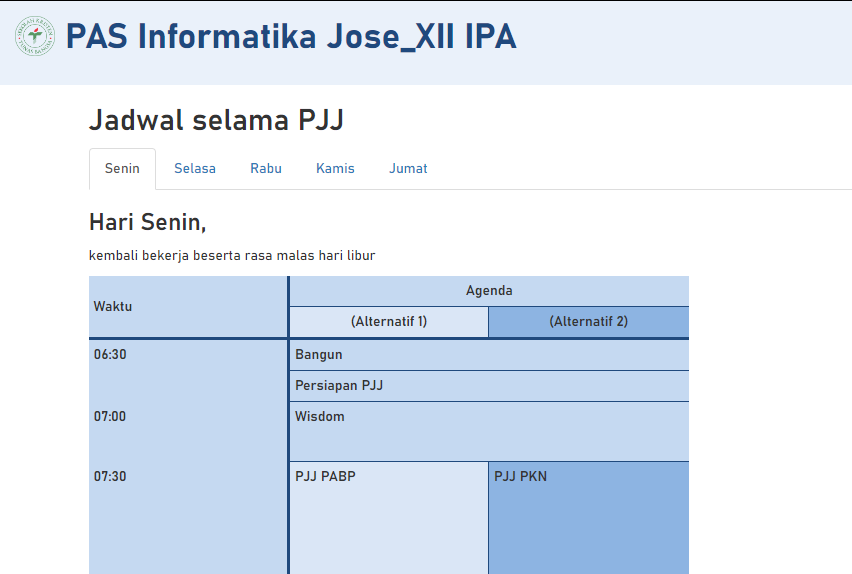 PAS Informatika Jose_XII IPA
Jadwal selama PJJ
Senin Selasa Rabu Kamis Jumat
Hari Senin,
kembali bekerja beserta rasa malas hari libur
Waktu Agenda
(Alternatif 1) (Alternatif 2)
06:30 Bangun
Persiapan PJJ
07:00 Wisdom
07:30 PJJ PABP PJJ PKN